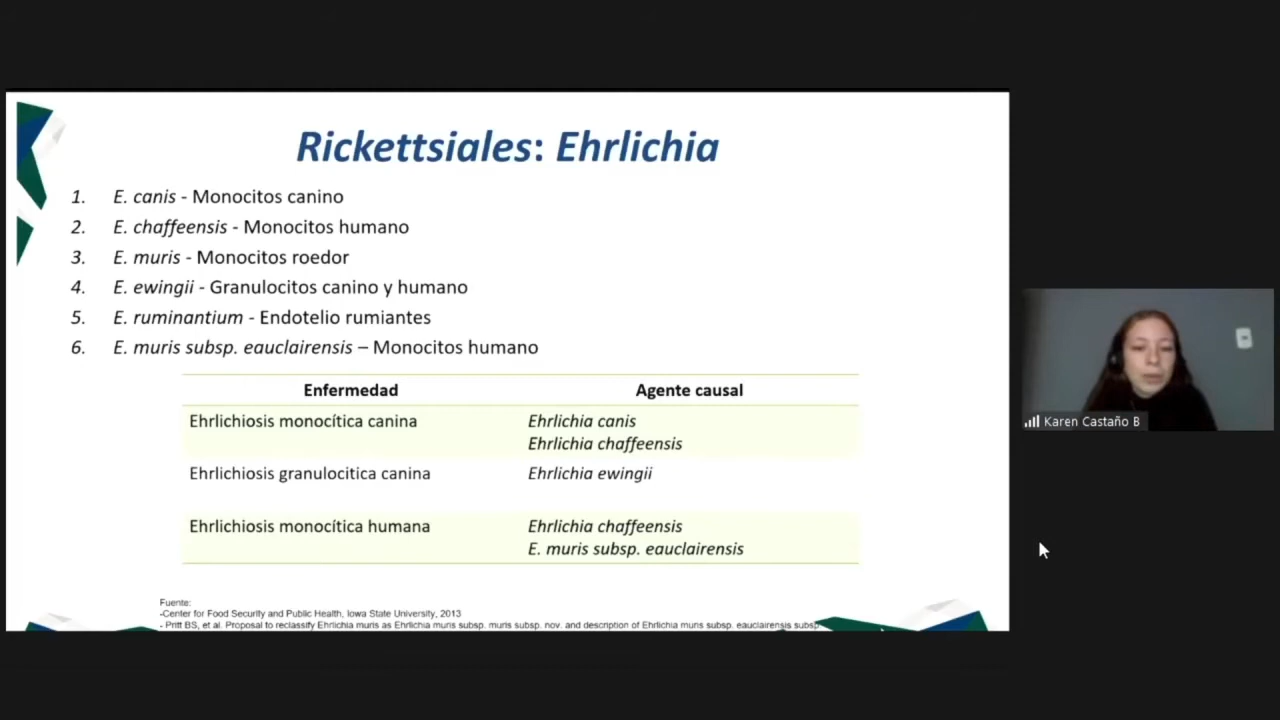 Rickettsiales: Ehrlichia
1. E. canis - Monocitos canino
2. E. chaffeensis - Monocitos humano
3. E. muris - Monocitos roedor
4. E. ewingii - Granulocitos canino y humano
5. E. ruminantium - Endotelio rumiantes
6. E. muris subsp. eauclairensis – Monocitos humano
Enfermedad Agente causal
Ehrlichiosis monocítica canina Ehrlichia canis
Ehrlichia chaffeensis
Ehrlichiosis granulocitica canina Ehrlichia ewingii
Ehrlichiosis monocítica humana Ehrlichia chaffeensis
E. muris subsp. eauclairensis
Fuente:
-Center for Food Security and Public Health, Iowa State University, 2013
- Pritt BS, et al. Proposal to reclassify Ehrlichia muris as Ehrlichia muris subsp. muris subsp. nov. and description of Ehrlichia muris subsp. eauclairensis subsp.
Karen Castaño B